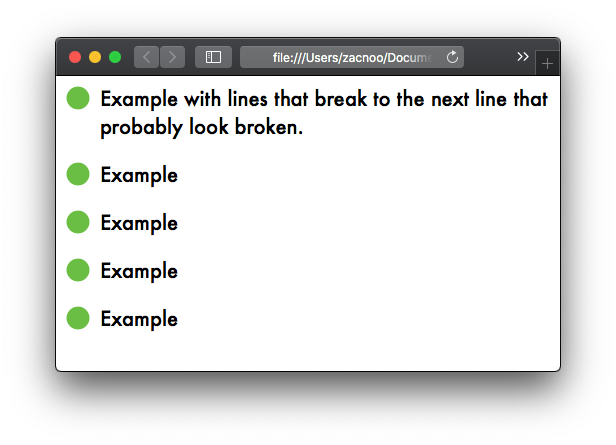 file:///Users/zacnoo/Docume
Example with lines that break to the next line that
probably look broken.
Example
Example
Example
Example